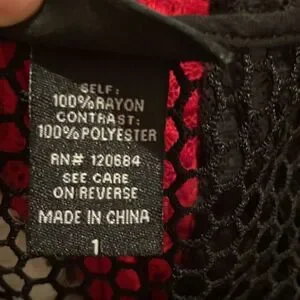 SELF:
100%RAYON
CONTRAST:
100%POLYESTER
RN# 120684
SEE CARE
ON REVERSE
MADE IN CHINA
1